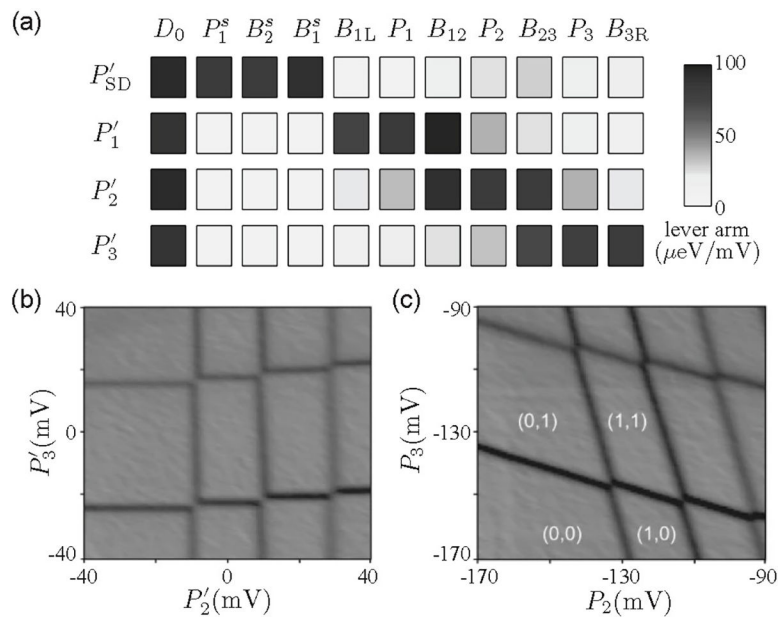 (a)
D₀ P₁ˢ B₂ˢ B₁ˢ B₁L P₁ B₁₂ P₂ B₂₃ P₃ B₃R
P′SD
P′₁
P′₂
P′₃
100
50
0
lever arm
(μeV/mV)
(b)
40
0
-40
P′₃(mV)
-40 0 40
P′₂(mV)
(c)
-90
-130
-170
P₃(mV)
(0,1) (1,1)
(0,0) (1,0)
-170 -130 -90
P₂(mV)